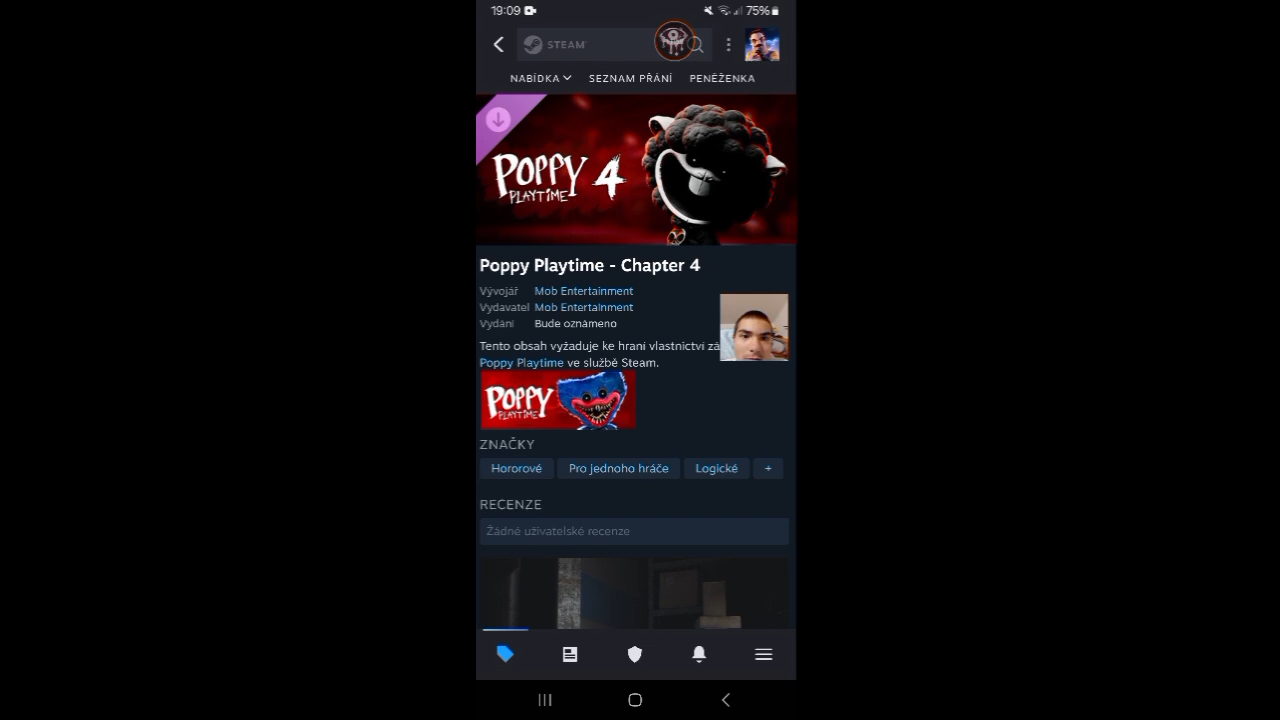 19:09
75%
STEAM
NABÍDKA
SEZNAM PŘÁNÍ
PENĚŽENKA
POPPY PLAYTIME 4
Poppy Playtime - Chapter 4
Vývojář Mob Entertainment
Vydavatel Mob Entertainment
Vydání Bude oznámeno
Tento obsah vyžaduje ke hraní vlastnictví zá
Poppy Playtime ve službě Steam.
POPPY PLAYTIME
ZNAČKY
Hororové
Pro jednoho hráče
Logické
+
RECENZE
Žádné uživatelské recenze